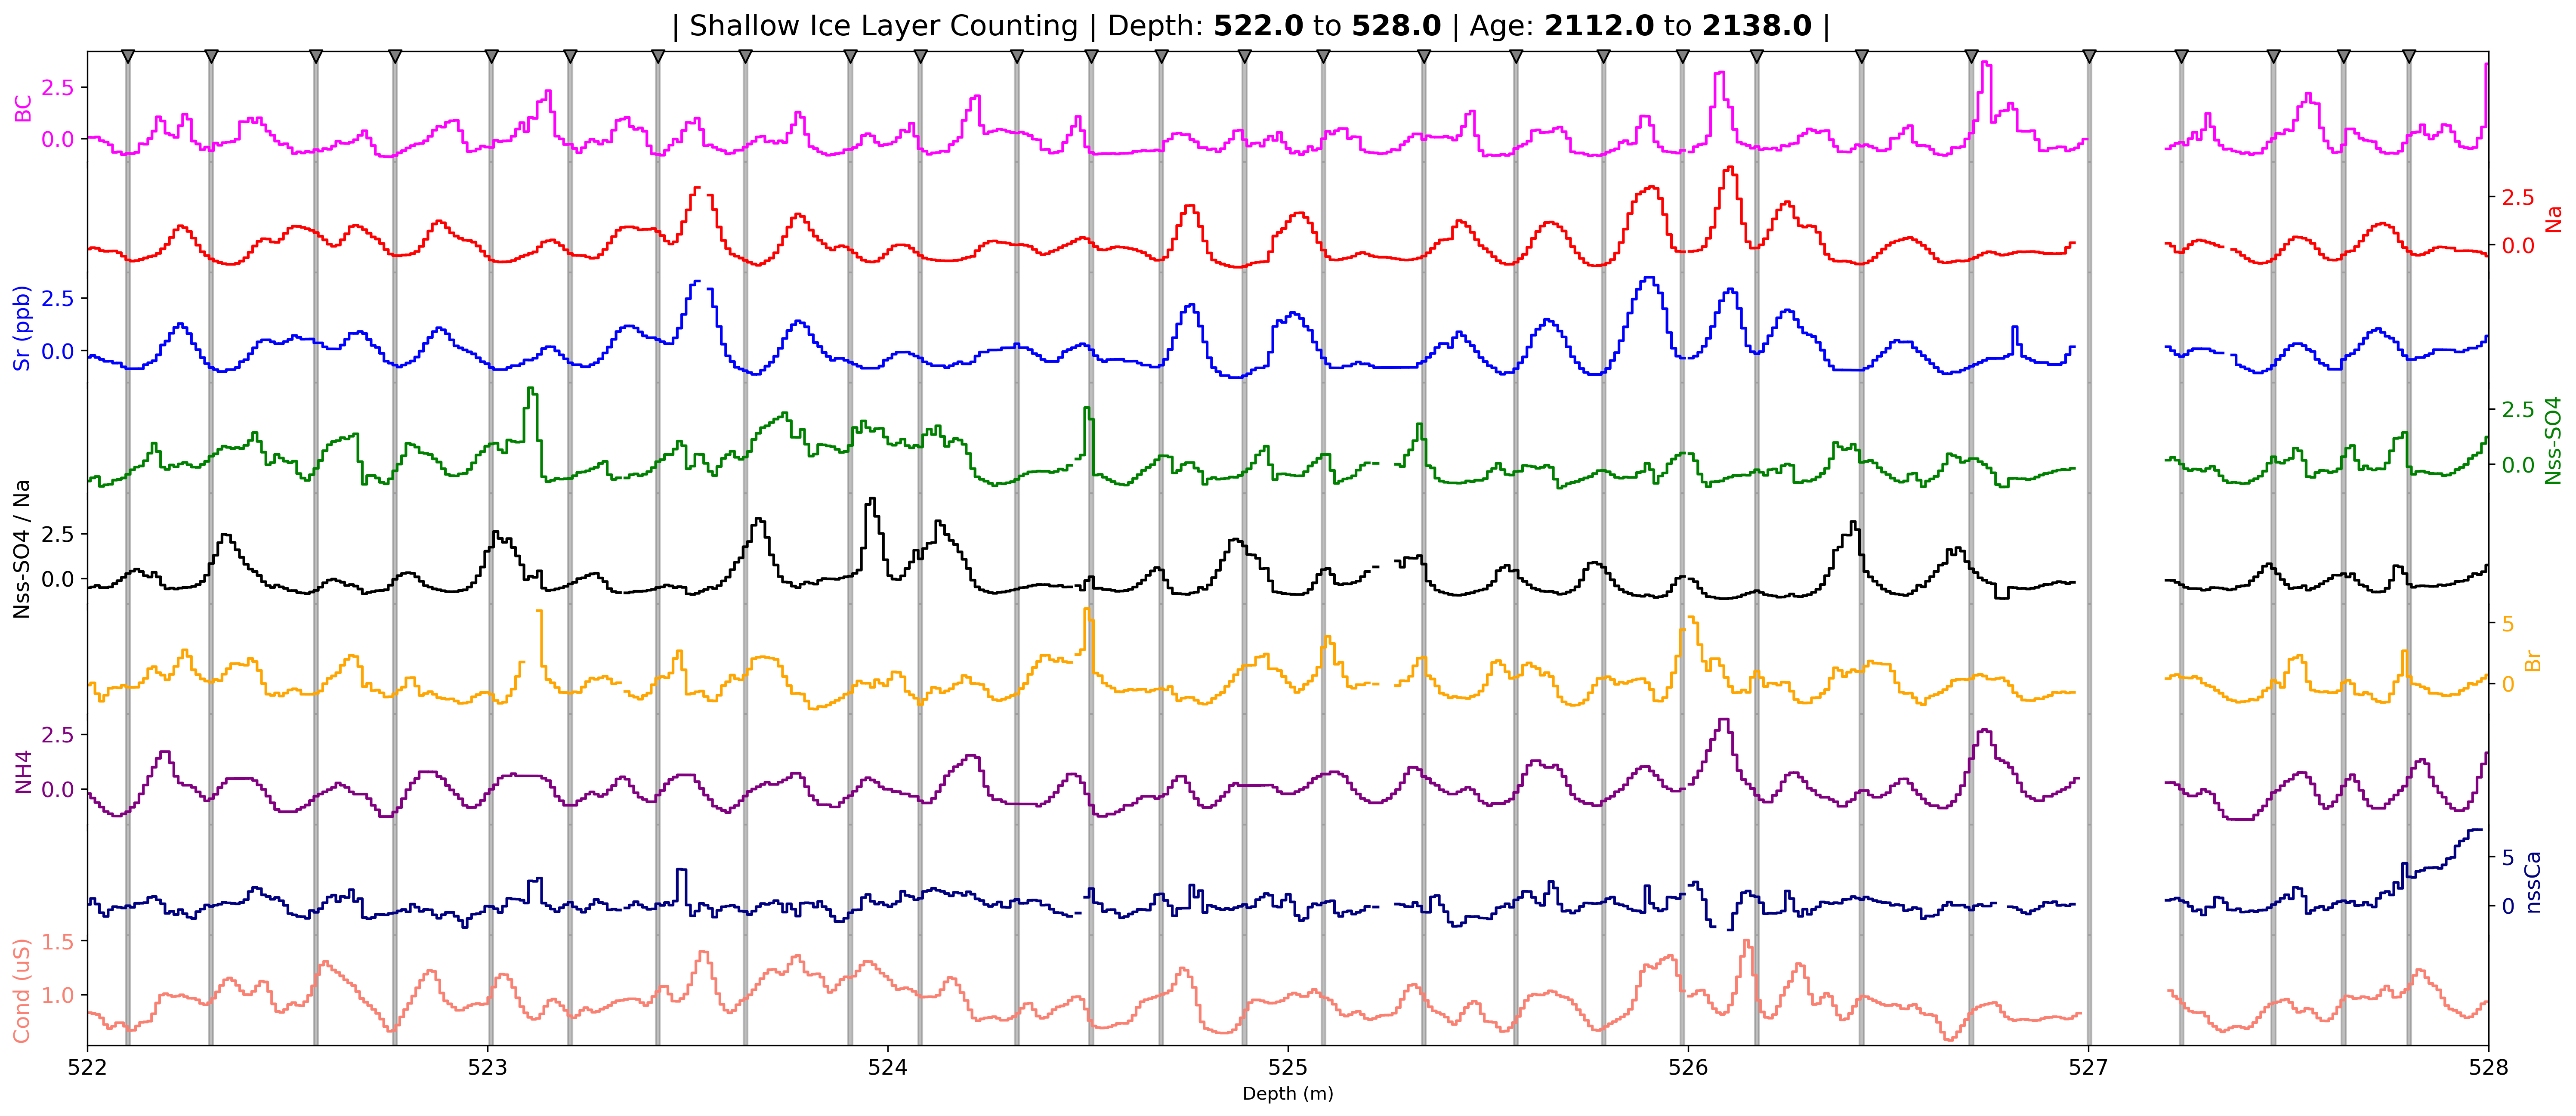 | Shallow Ice Layer Counting | Depth: 522.0 to 528.0 | Age: 2112.0 to 2138.0 |
BC
2.5
0.0
2.5
0.0
Na
Sr (ppb)
2.5
0.0
2.5
0.0
Nss-SO4
Nss-SO4 / Na
2.5
0.0
5
0
Br
NH4
2.5
0.0
5
0
nssCa
Cond (uS)
1.5
1.0
522 523 524 525 526 527 528
Depth (m)